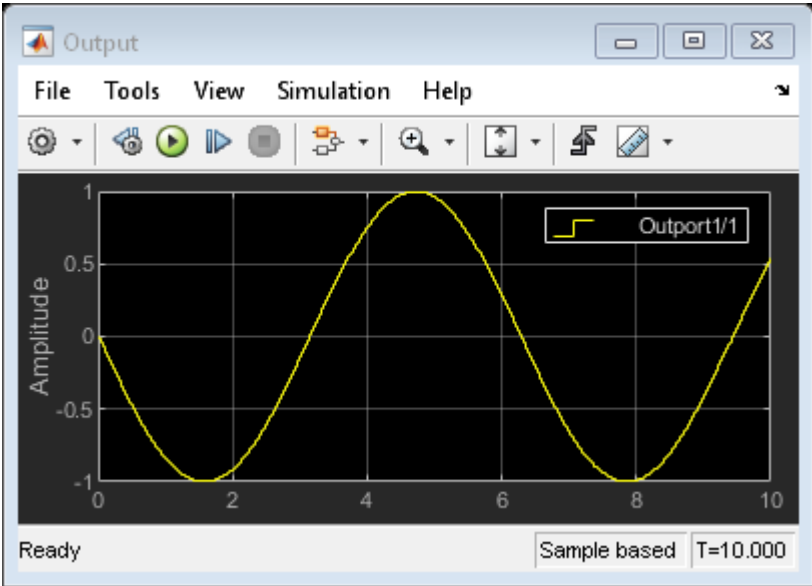 Output
File Tools View Simulation Help
1
Outport1/1
0.5
Amplitude
0
-0.5
-1
0 2 4 6 8 10
Ready Sample based T=10.000